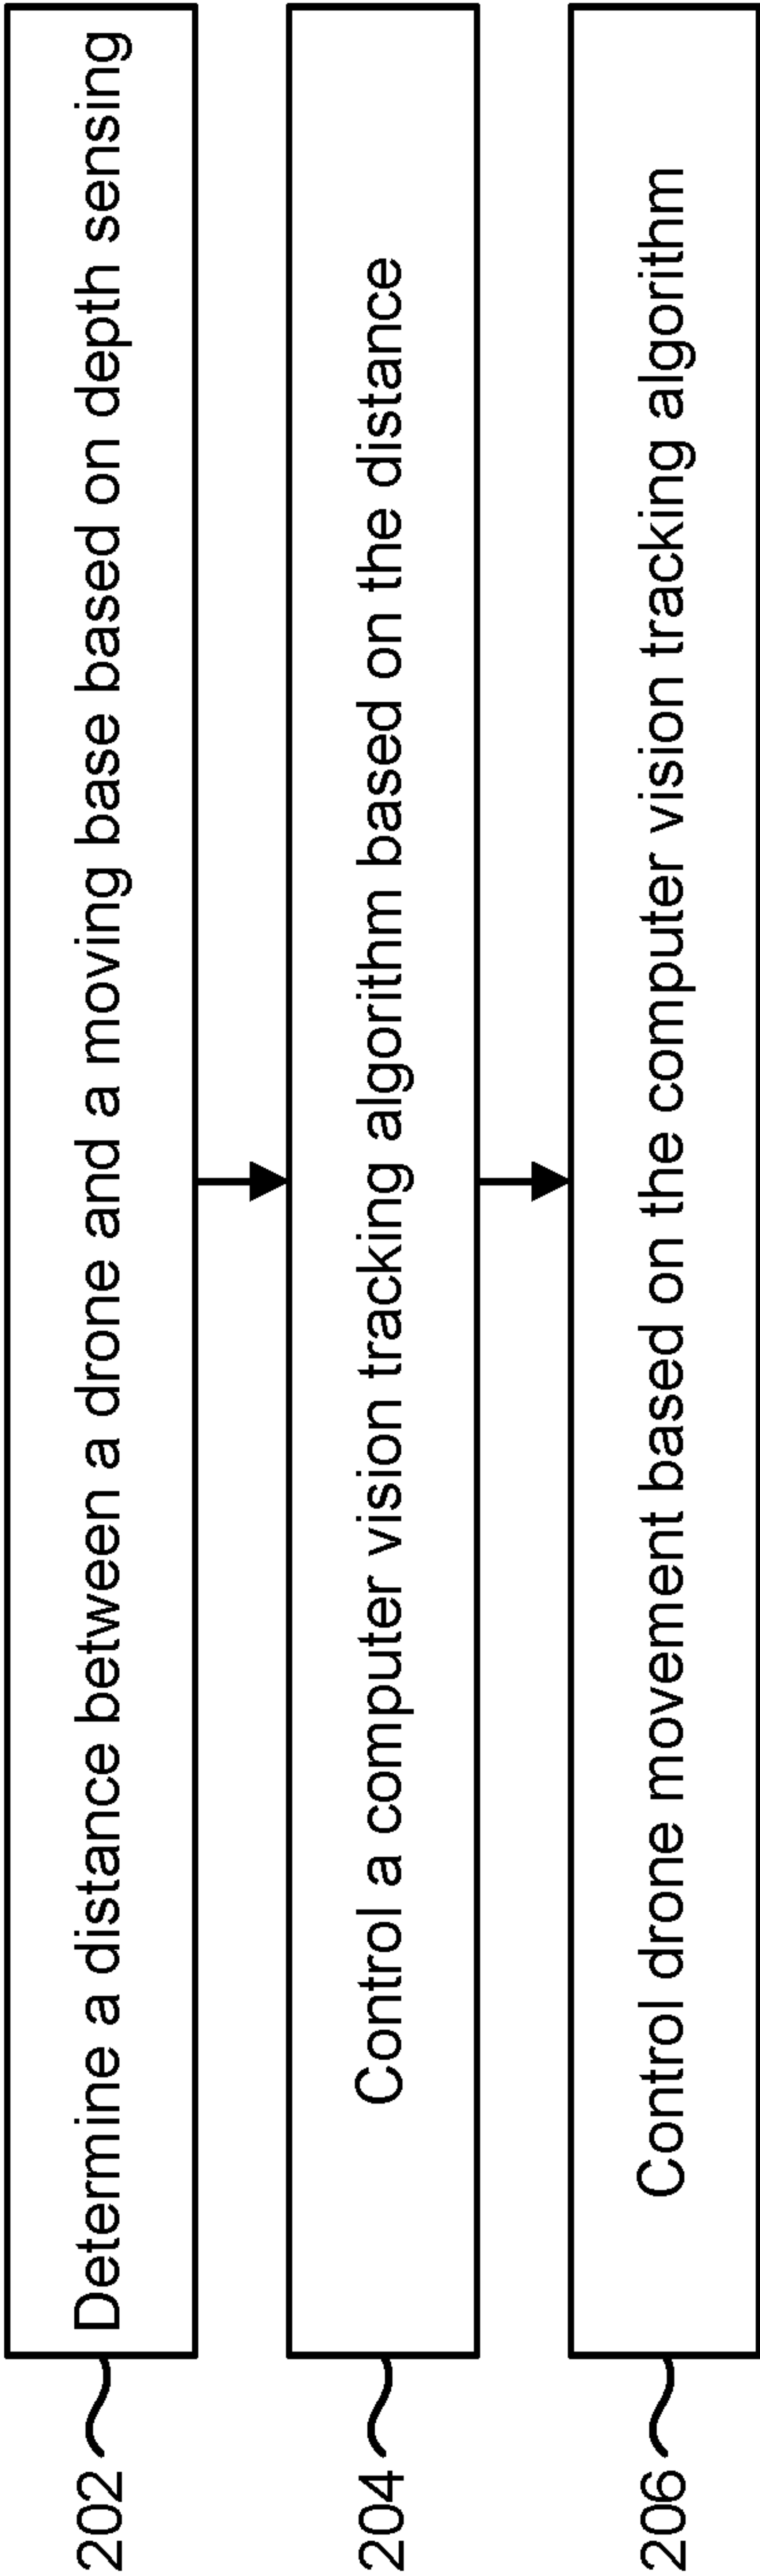 202
Determine a distance between a drone and a moving base based on depth sensing
204
Control a computer vision tracking algorithm based on the distance
206
Control drone movement based on the computer vision tracking algorithm